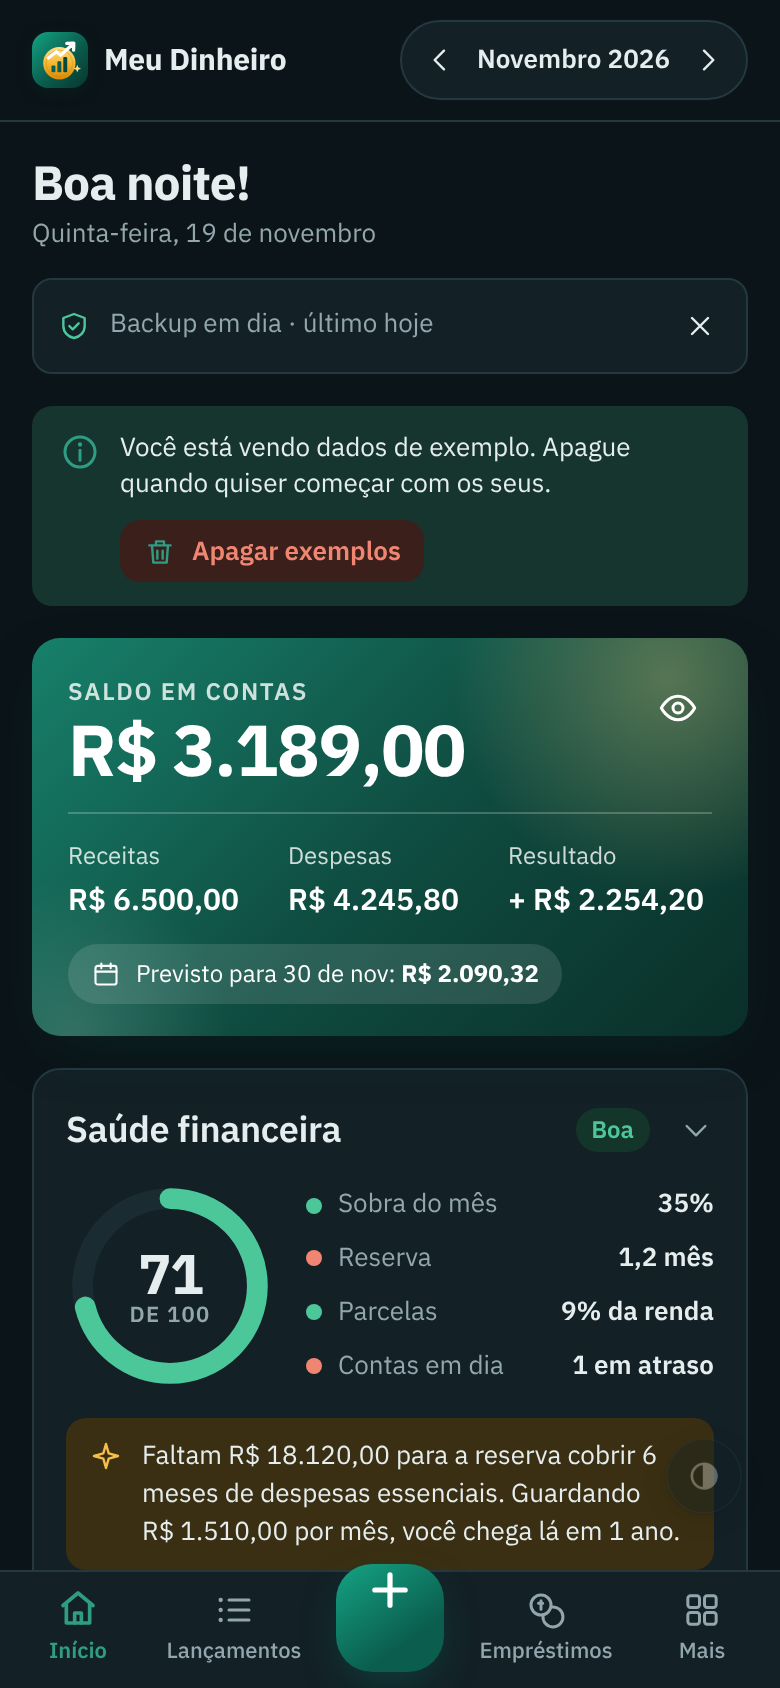 Meu Dinheiro
Novembro 2026
Boa noite!
Quinta-feira, 19 de novembro
Backup em dia · último hoje
Você está vendo dados de exemplo. Apague
quando quiser começar com os seus.
Apagar exemplos
SALDO EM CONTAS
R$ 3.189,00
Receitas
Despesas
Resultado
R$ 6.500,00
R$ 4.245,80
+ R$ 2.254,20
Previsto para 30 de nov: R$ 2.090,32
Saúde financeira
Boa
71
DE 100
Sobra do mês
35%
Reserva
1,2 mês
Parcelas
9% da renda
Contas em dia
1 em atraso
Faltam R$ 18.120,00 para a reserva cobrir 6
meses de despesas essenciais. Guardando
R$ 1.510,00 por mês, você chega lá em 1 ano.
Início
Lançamentos
Empréstimos
Mais